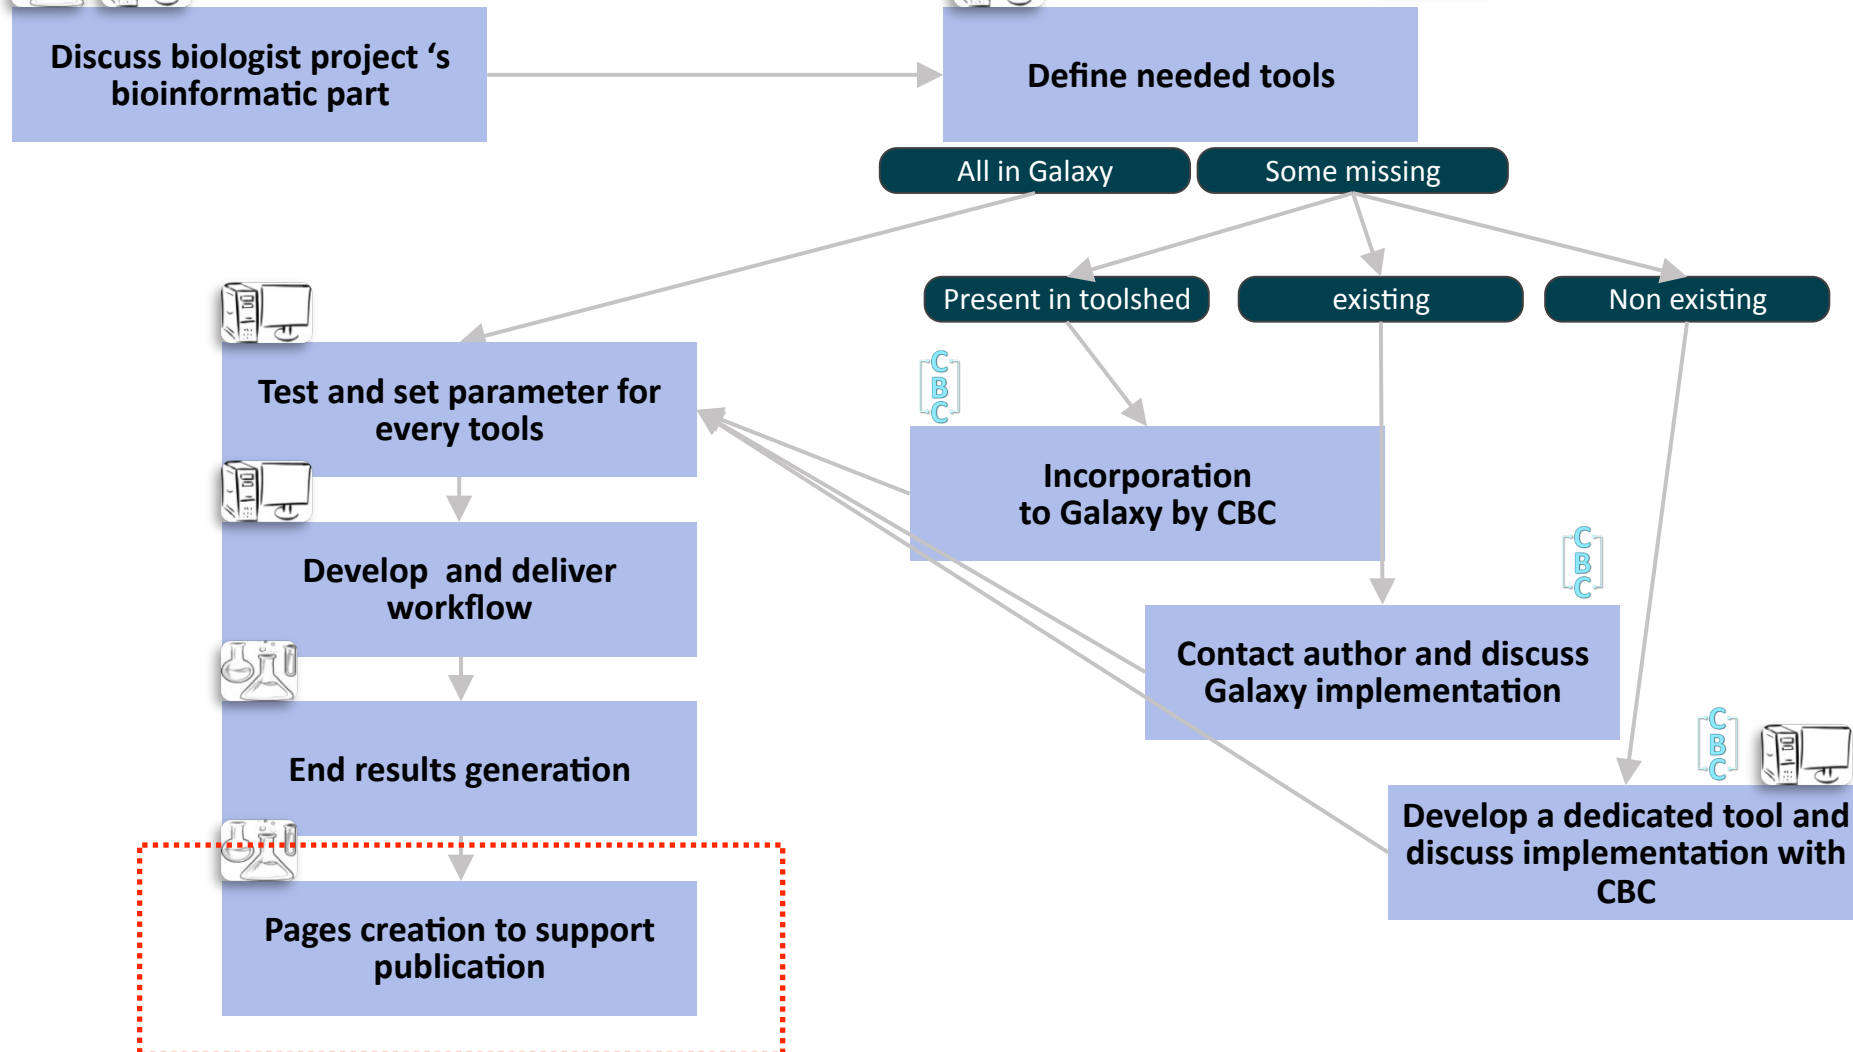 Discuss biologist project ‘s
bioinformatic part
Define needed tools
All in Galaxy
Some missing
Present in toolshed
existing
Non existing
Test and set parameter for
every tools
C
B
C
Incorporation
to Galaxy by CBC
Develop  and deliver
workflow
C
B
C
Contact author and discuss
Galaxy implementation
End results generation
C
B
C
Develop a dedicated tool and
discuss implementation with
CBC
Pages creation to support
publication